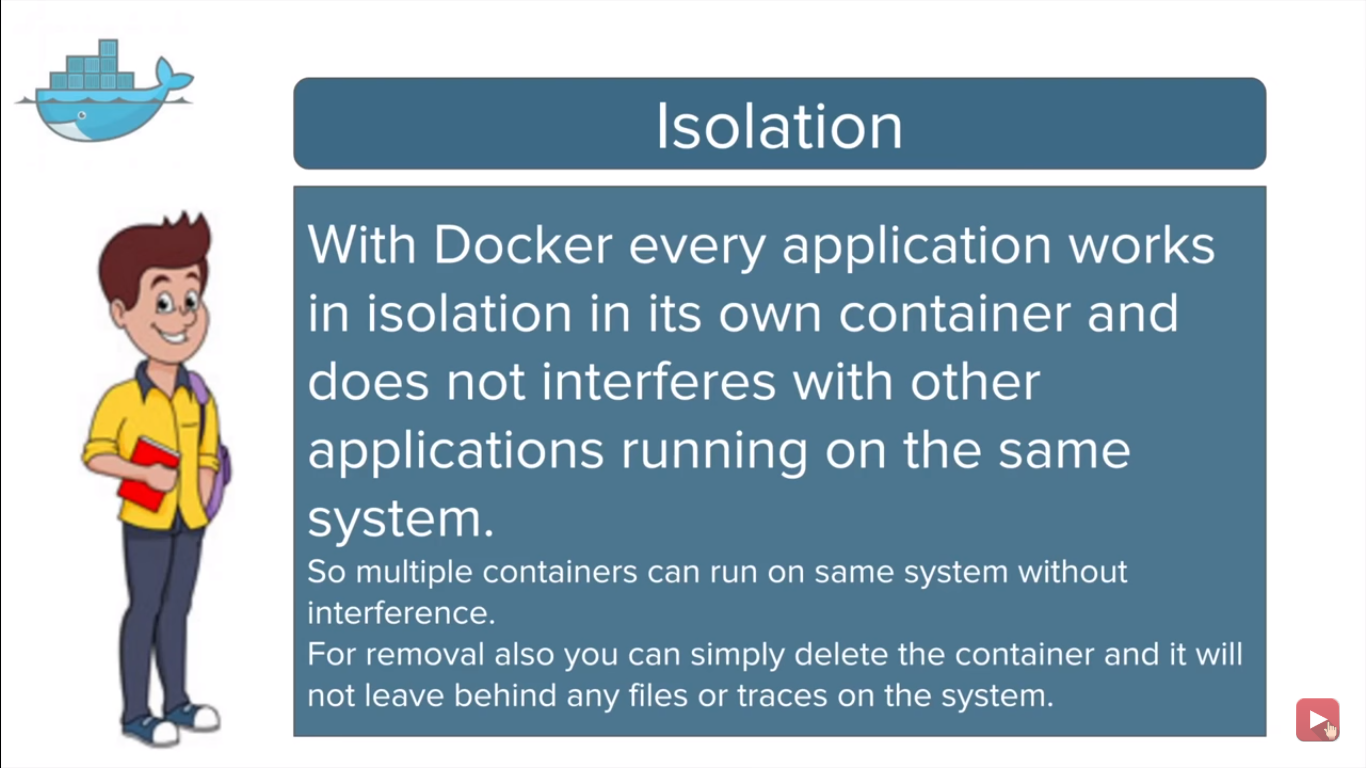 Isolation
With Docker every application works
in isolation in its own container and
does not interferes with other
applications running on the same
system.
So multiple containers can run on same system without
interference.
For removal also you can simply delete the container and it will
not leave behind any files or traces on the system.